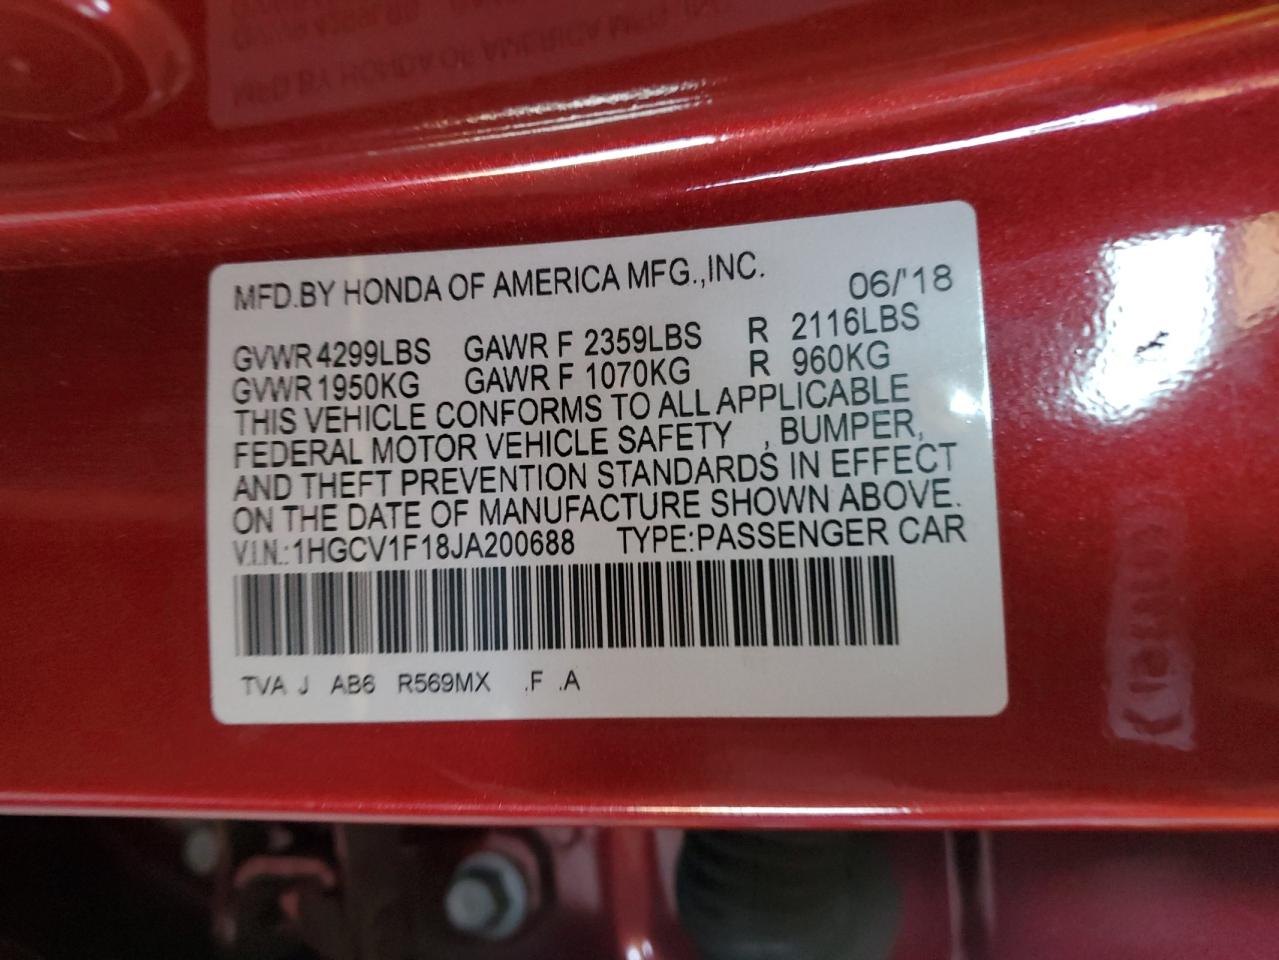 MFD.BY HONDA OF AMERICA MFG.,INC. 06/'18
GVWR 4299LBS GAWR F 2359LBS R 2116LBS
GVWR 1950KG GAWR F 1070KG R 960KG
THIS VEHICLE CONFORMS TO ALL APPLICABLE
FEDERAL MOTOR VEHICLE SAFETY , BUMPER,
AND THEFT PREVENTION STANDARDS IN EFFECT
ON THE DATE OF MANUFACTURE SHOWN ABOVE.
V.I.N.:1HGCV1F18JA200688 TYPE:PASSENGER CAR
TVA J AB6 R569MX .F .A